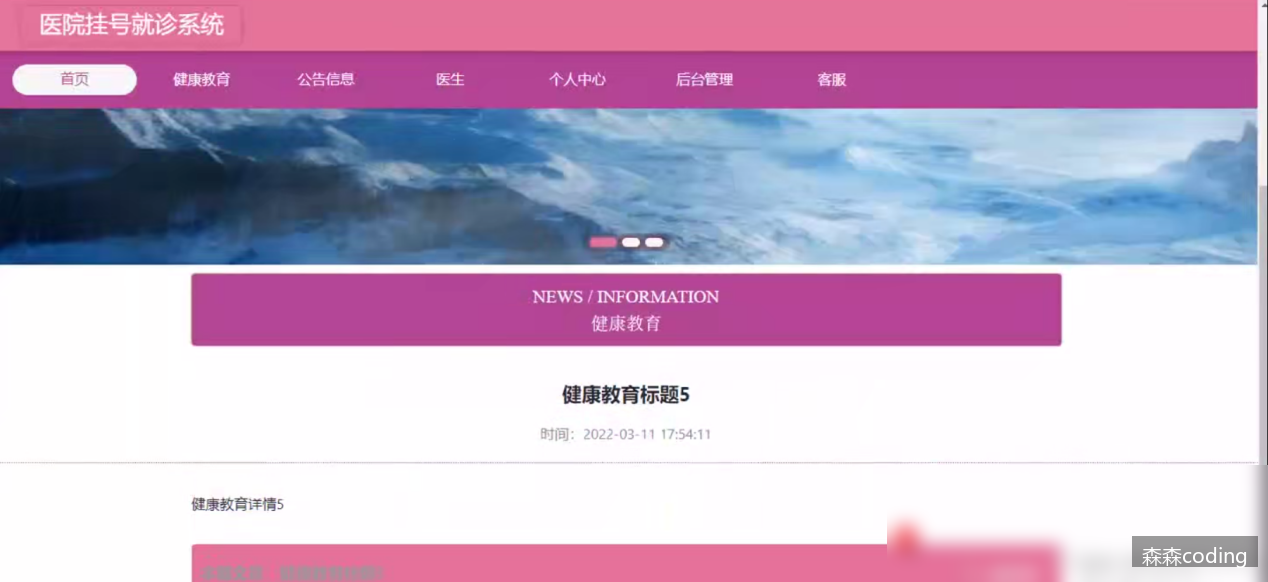 医院挂号就诊系统
首页 健康教育 公告信息 医生 个人中心 后台管理 客服
NEWS / INFORMATION
健康教育
健康教育标题5
时间：2022-03-11 17:54:11
健康教育详情5
森森coding